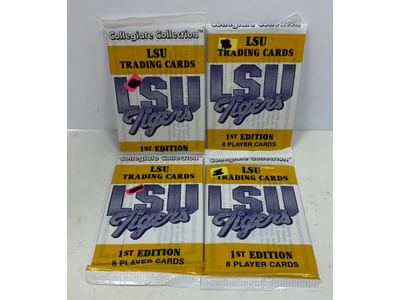 Collegiate Collection™
LSU
TRADING CARDS
LSU
Tigers
1ST EDITION
Collegiate Collection
LSU
TRADING CARDS
LSU
Tigers
1ST EDITION
8 PLAYER CARDS
Collegiate Collection
LSU
TRADING CARDS
LSU
Tigers
1ST EDITION
8 PLAYER CARDS
Collegiate Collection™
LSU
TRADING CARDS
LSU
Tigers
1ST EDITION
8 PLAYER CARDS